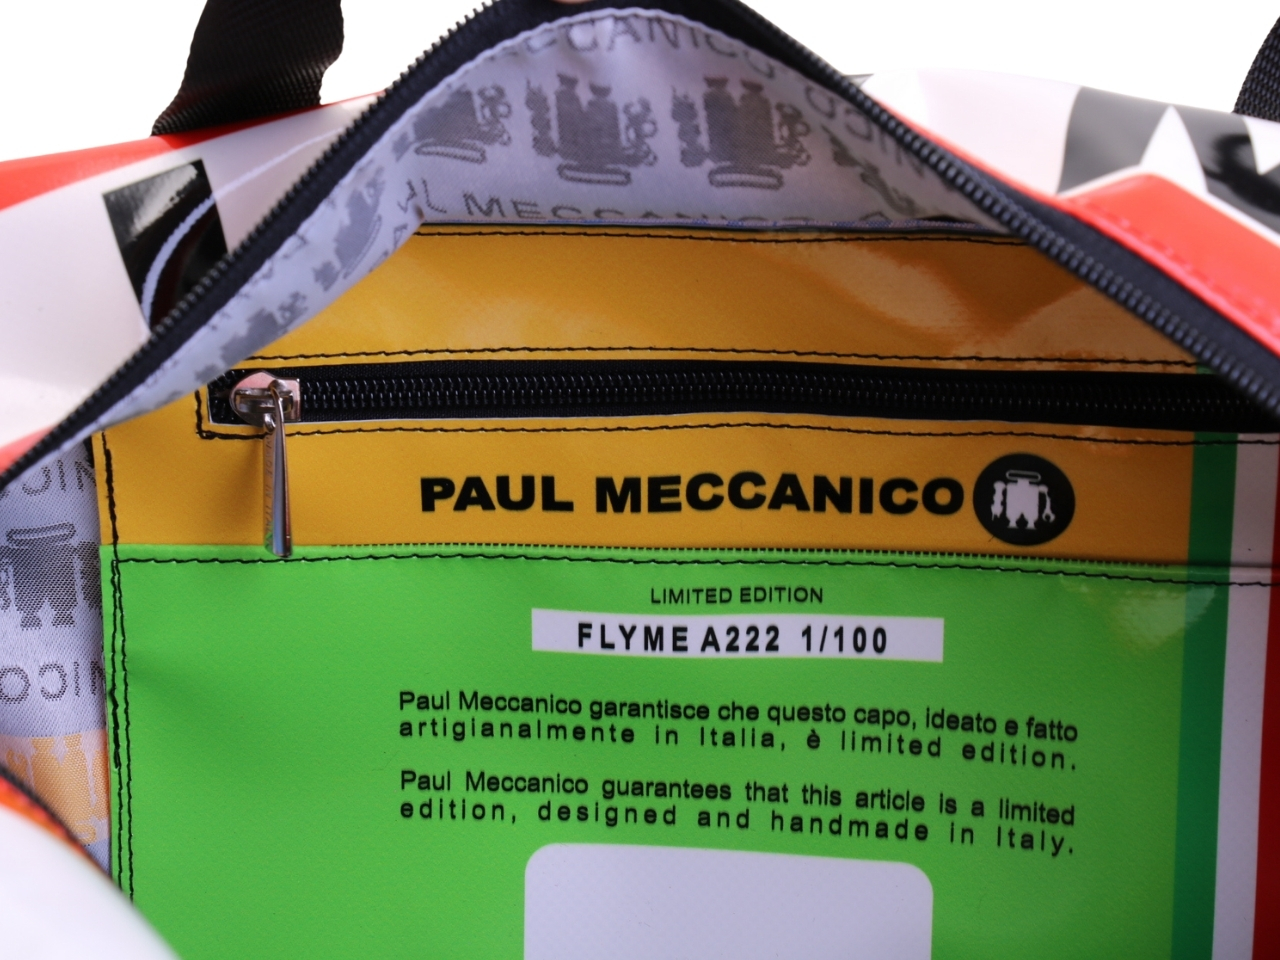 MECCANICO
PAUL MECCANICO
PAUL MECCANICO
LIMITED EDITION
FLYME A222 1/100
Paul Meccanico garantisce che questo capo, ideato e fatto
artigianalmente in Italia, è limited edition.
Paul Meccanico guarantees that this article is a limited
edition, designed and handmade in Italy.